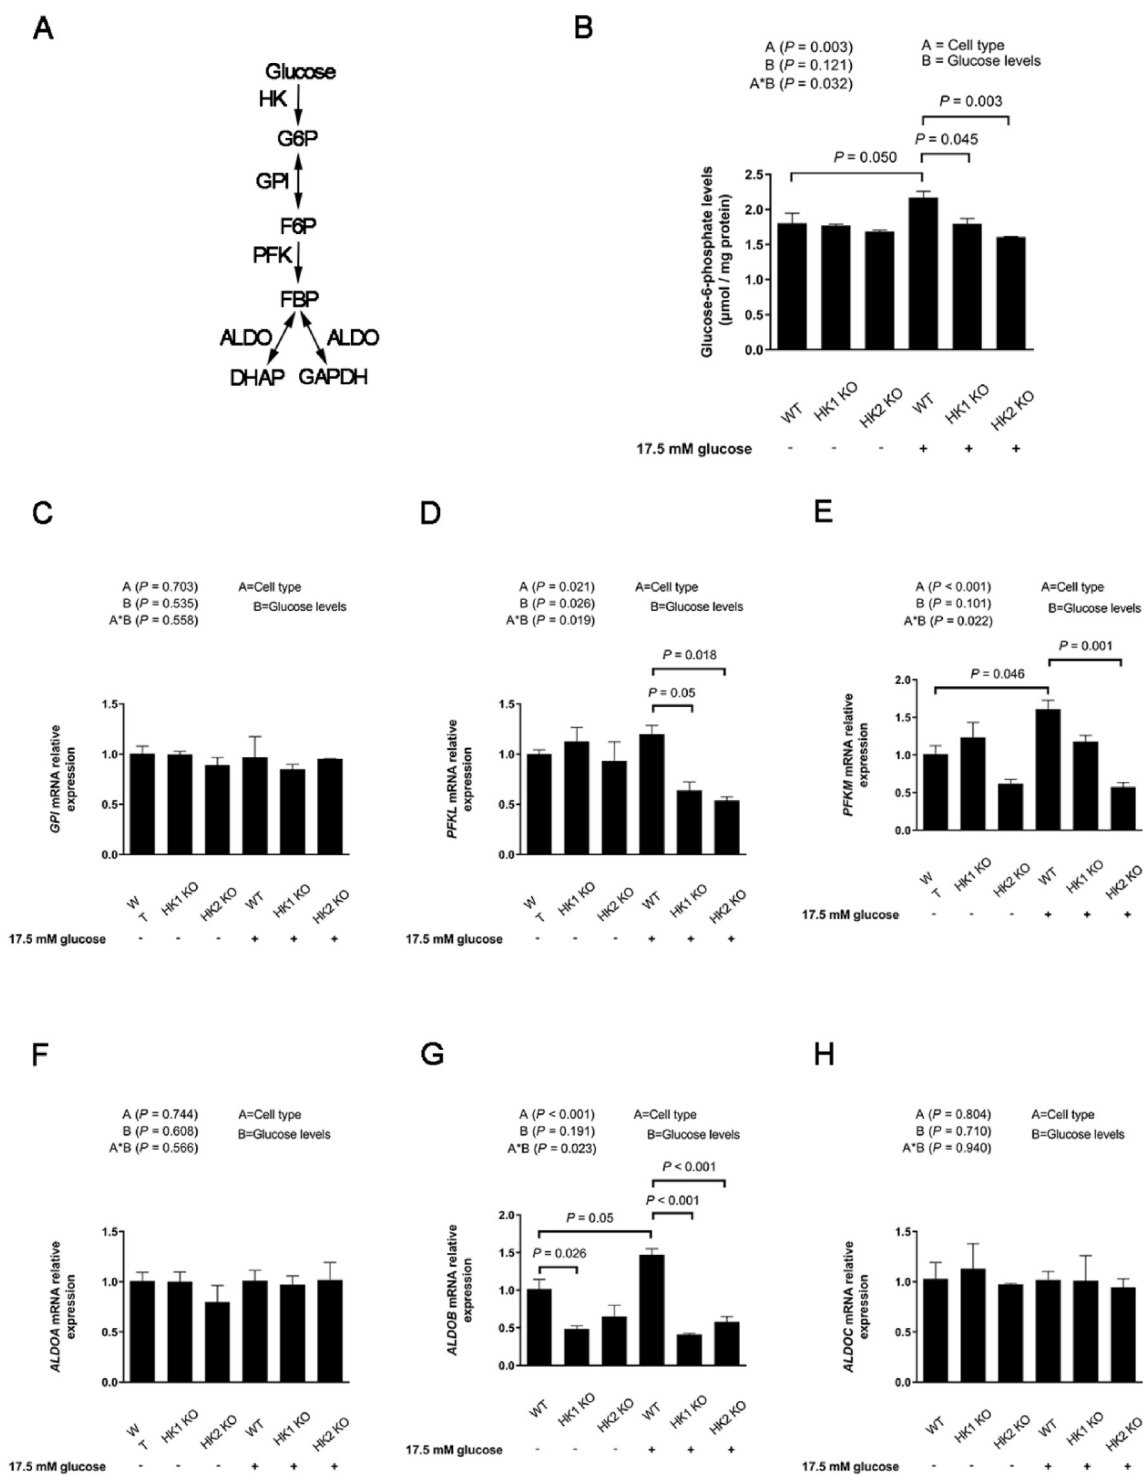 A
Glucose
HK
G6P
GPI
F6P
PFK
FBP
ALDO ALDO
DHAP GAPDH
B
A (P = 0.003) A = Cell type
B (P = 0.121) B = Glucose levels
A*B (P = 0.032)
P = 0.003
P = 0.045
P = 0.050
Glucose-6-phosphate levels
(µmol / mg protein)
2.5
2.0
1.5
1.0
0.5
0.0
WT HK1 KO HK2 KO WT HK1 KO HK2 KO
17.5 mM glucose - - - + + +
C
A (P = 0.703) A=Cell type
B (P = 0.535) B=Glucose levels
A*B (P = 0.558)
GPI mRNA relative
expression
1.5
1.0
0.5
0.0
W
T HK1 KO HK2 KO WT HK1 KO HK2 KO
17.5 mM glucose - - - + + +
D
A (P = 0.021) A=Cell type
B (P = 0.026) B=Glucose levels
A*B (P = 0.019)
P = 0.018
P = 0.05
PFKL mRNA relative
expression
1.5
1.0
0.5
0.0
W
T HK1 KO HK2 KO WT HK1 KO HK2 KO
17.5 mM glucose - - - + + +
E
A (P < 0.001) A=Cell type
B (P = 0.101) B=Glucose levels
A*B (P = 0.022)
P = 0.001
P = 0.046
PFKM mRNA relative
expression
2.0
1.5
1.0
0.5
0.0
W
T HK1 KO HK2 KO WT HK1 KO HK2 KO
17.5 mM glucose - - - + + +
F
A (P = 0.744) A=Cell type
B (P = 0.608) B=Glucose levels
A*B (P = 0.566)
ALDOA mRNA relative
expression
1.5
1.0
0.5
0.0
W
T HK1 KO HK2 KO WT HK1 KO HK2 KO
17.5 mM glucose - - - + + +
G
A (P < 0.001) A=Cell type
B (P = 0.191) B=Glucose levels
A*B (P = 0.023)
P < 0.001
P < 0.001
P = 0.05
P = 0.026
ALDOB mRNA relative
expression
2.0
1.5
1.0
0.5
0.0
WT HK1 KO HK2 KO WT HK1 KO HK2 KO
17.5 mM glucose - - - + + +
H
A (P = 0.804) A=Cell type
B (P = 0.710) B=Glucose levels
A*B (P = 0.940)
ALDOC mRNA relative
expression
1.5
1.0
0.5
0.0
WT HK1 KO HK2 KO WT HK1 KO HK2 KO
17.5 mM glucose - - - + + +